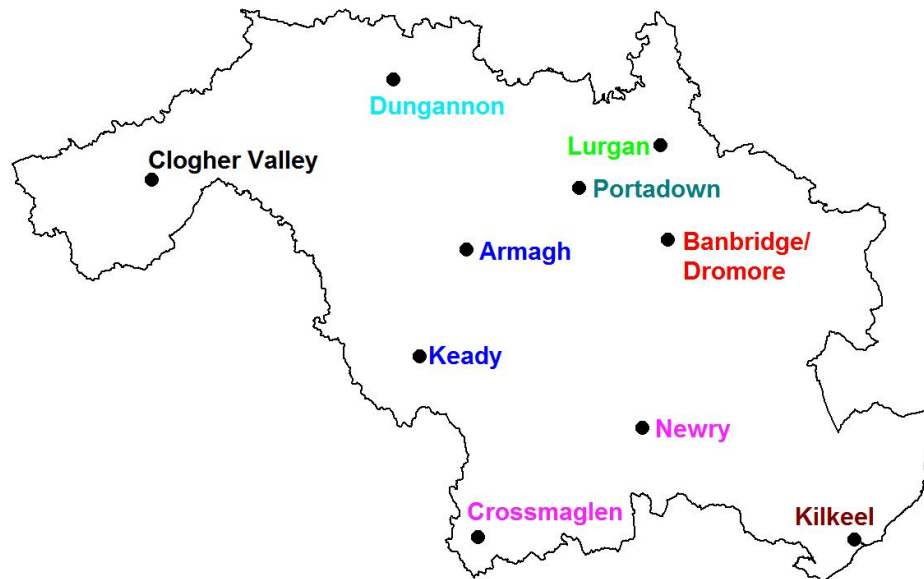 Dungannon
Lurgan
Clogher Valley
Portadown
Banbridge/
Dromore
Armagh
Keady
Newry
Crossmaglen
Kilkeel